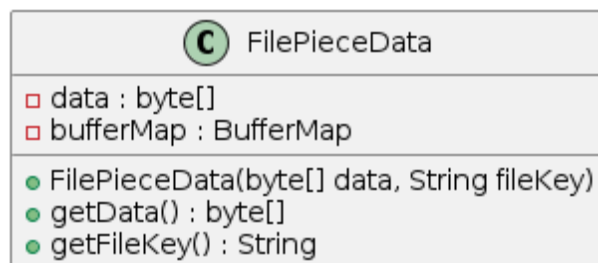 C FilePieceData
data : byte[]
bufferMap : BufferMap
FilePieceData(byte[] data, String fileKey)
getData() : byte[]
getFileKey() : String